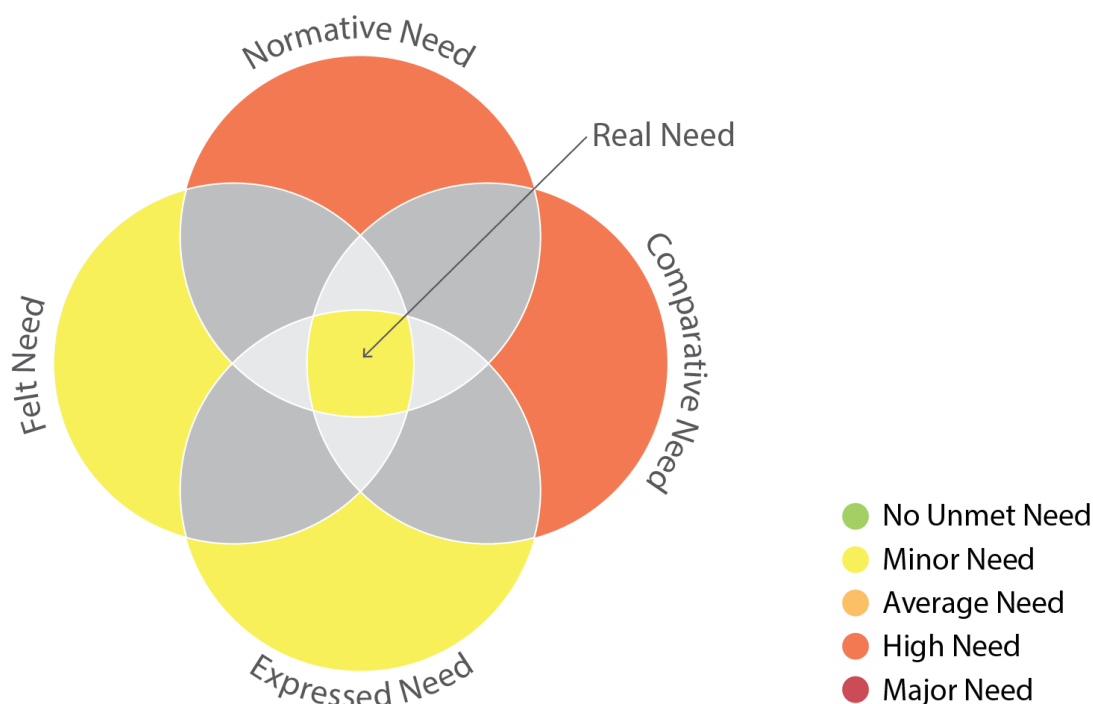 Normative Need
Real Need
Comparative Need
Felt Need
Expressed Need
No Unmet Need
Minor Need
Average Need
High Need
Major Need